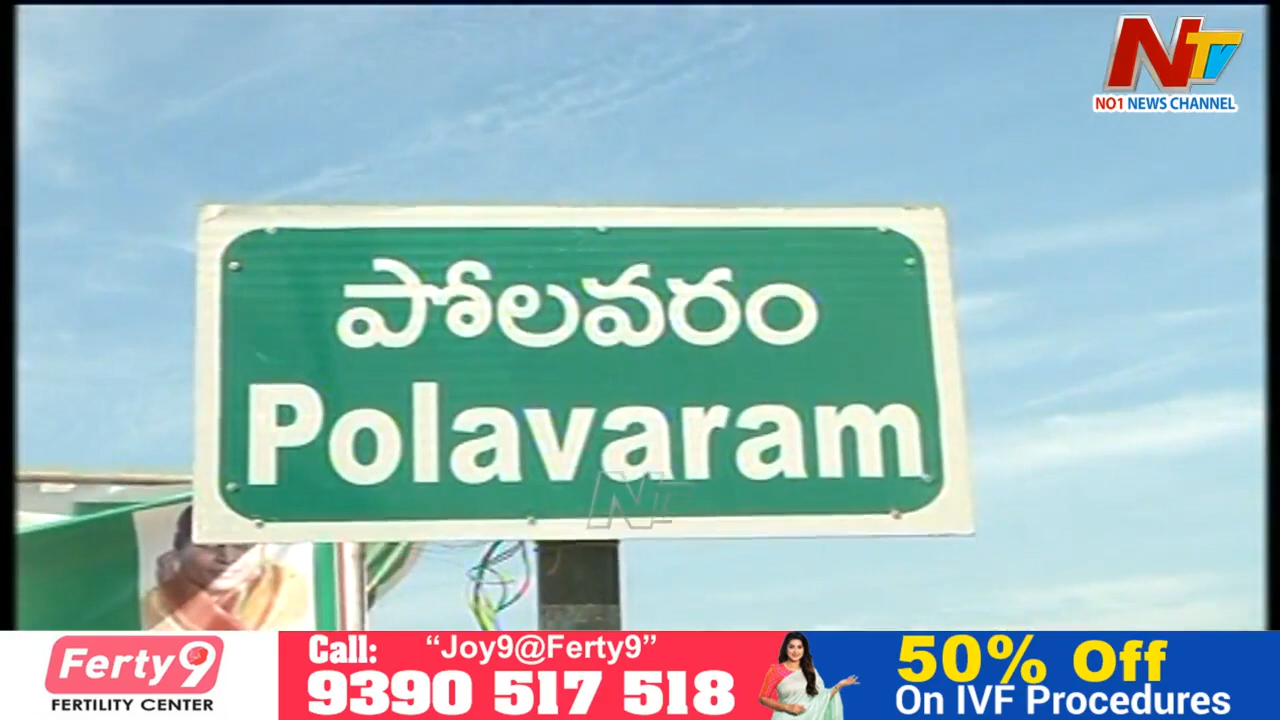 NTV
NO1 NEWS CHANNEL
పోలవరం
Polavaram
Ferty9
FERTILITY CENTER
Call: “Joy9@Ferty9”
9390 517 518
50% Off
On IVF Procedures